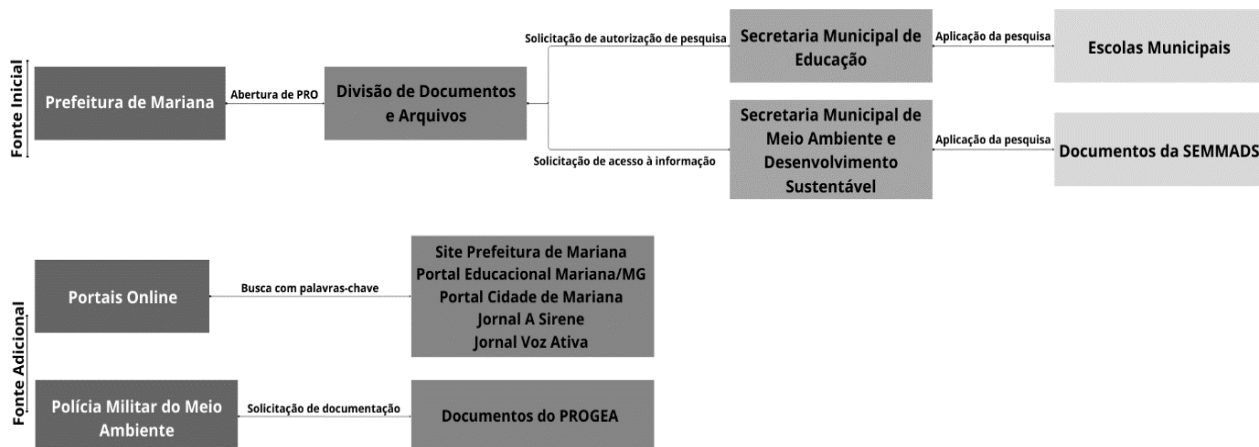 Fonte Inicial
Prefeitura de Mariana
Abertura de PRO
Divisão de Documentos
e Arquivos
Solicitação de autorização de pesquisa
Secretaria Municipal de
Educação
Aplicação da pesquisa
Escolas Municipais
Solicitação de acesso à informação
Secretaria Municipal de
Meio Ambiente e
Desenvolvimento
Sustentável
Aplicação da pesquisa
Documentos da SEMMADS
Fonte Adicional
Portais Online
Busca com palavras-chave
Site Prefeitura de Mariana
Portal Educacional Mariana/MG
Portal Cidade de Mariana
Jornal A Sirene
Jornal Voz Ativa
Polícia Militar do Meio
Ambiente
Solicitação de documentação
Documentos do PROGEA